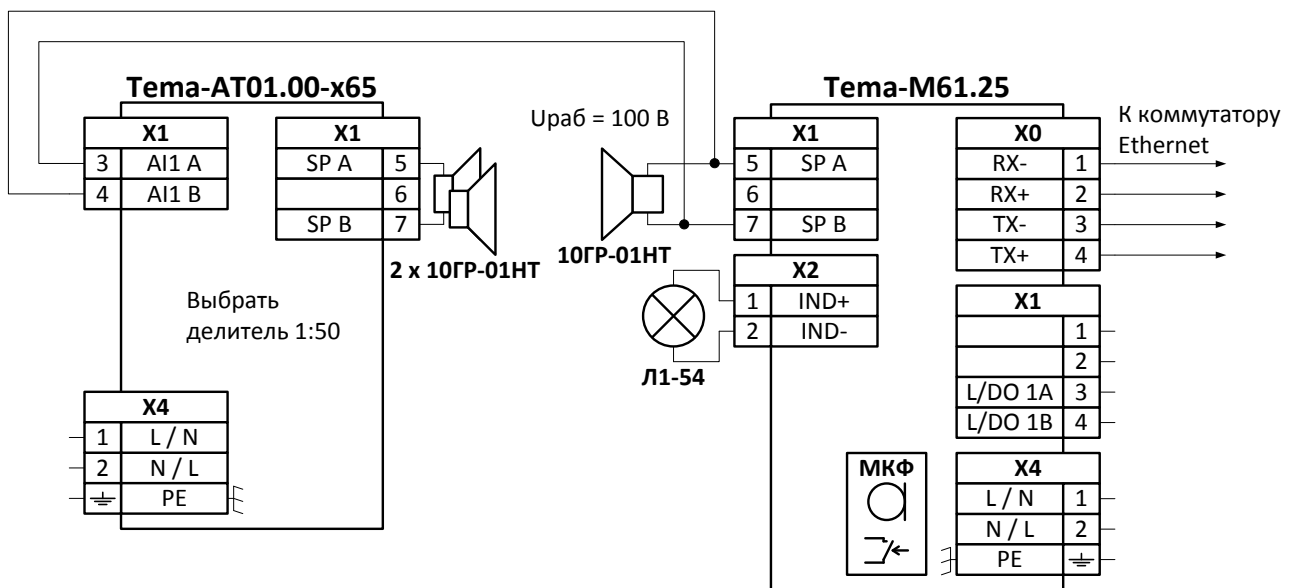 Tema-AT01.00-x65
X1
3 AI1 A
4 AI1 B
X1
SP A 5
6
SP B 7
2 x 10ГР-01НТ
Выбрать
делитель 1:50
X4
1 L / N
2 N / L
PE
Tema-M61.25
Uраб = 100 В
10ГР-01НТ
X1
5 SP A
6
7 SP B
X2
1 IND+
2 IND-
Л1-54
X0
RX- 1
RX+ 2
TX- 3
TX+ 4
К коммутатору
Ethernet
X1
1
2
L/DO 1A 3
L/DO 1B 4
МКФ
X4
L / N 1
N / L 2
PE